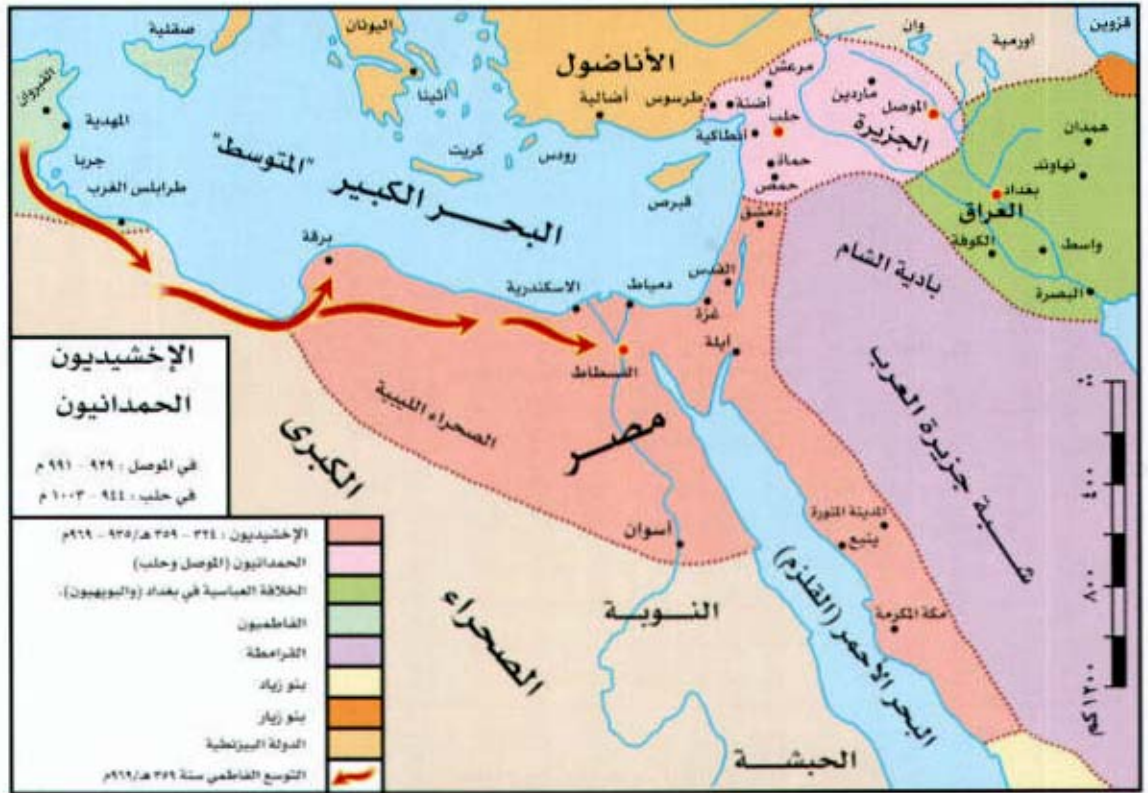 صقلية
اليونان
وان
اورمية
قزوين
القيروان
المهدية
جربا
طرابلس الغرب
أثينا
الأناضول
أضالية
طرسوس
اضنة
مرعش
ماردين
الموصل
حلب
أنطاكية
الجزيرة
حماة
حمص
همدان
نهاوند
بغداد
العراق
الكوفة
واسط
البصرة
كريت
رودس
قبرص
البحر الكبير "المتوسط"
دمشق
القدس
غزة
أيلة
بادية الشام
شبة جزيرة العرب
برقة
الاسكندرية
دمياط
الفسطاط
مصر
الصحراء الليبية
أسوان
الصحراء
الكبرى
النوبة
الحبشة
البحر الأحمر (القلزم)
المدينة المنورة
ينبع
مكة المكرمة
٠٠
٤٠٠
٨٠٠
١٢٠٠كم
الإخشيديون
الحمدانيون
في الموصل : ٩٢٩ - ٩٩١ م
في حلب : ٩٤٤ - ١٠٠٣ م
الإخشيديون : ٣٢٤ - ٣٥٩ هـ/٩٣٥ - ٩٦٩م
الحمدانيون (الموصل وحلب)
الخلافة العباسية في بغداد (والبويهيون).
الفاطميون
القرامطة
بنو زياد
بنو زيار
الدولة البيزنطية
التوسع الفاطمي سنة ٣٥٩ هـ/٩٦٩م